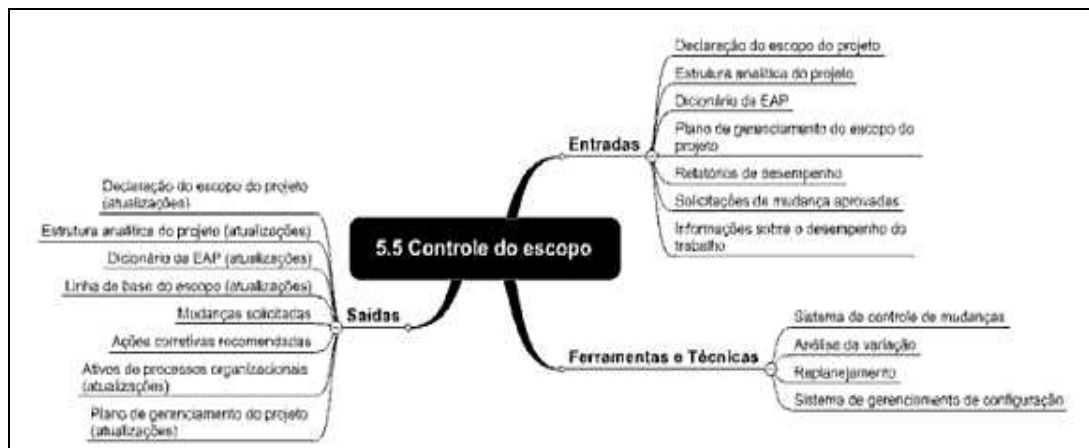 5.5 Controle do escopo
Entradas
Declaração do escopo do projeto
Estrutura analítica do projeto
Dicionário da EAP
Plano de gerenciamento do escopo do
projeto
Relatórios de desempenho
Solicitações de mudança aprovadas
Informações sobre o desempenho do
trabalho
Ferramentas e Técnicas
Sistema de controle de mudanças
Análise da variação
Replanejamento
Sistema de gerenciamento de configuração
Saídas
Declaração do escopo do projeto
(atualizações)
Estrutura analítica do projeto (atualizações)
Dicionário da EAP (atualizações)
Linha de base do escopo (atualizações)
Mudanças solicitadas
Ações corretivas recomendadas
Ativos de processos organizacionais
(atualizações)
Plano de gerenciamento do projeto
(atualizações)